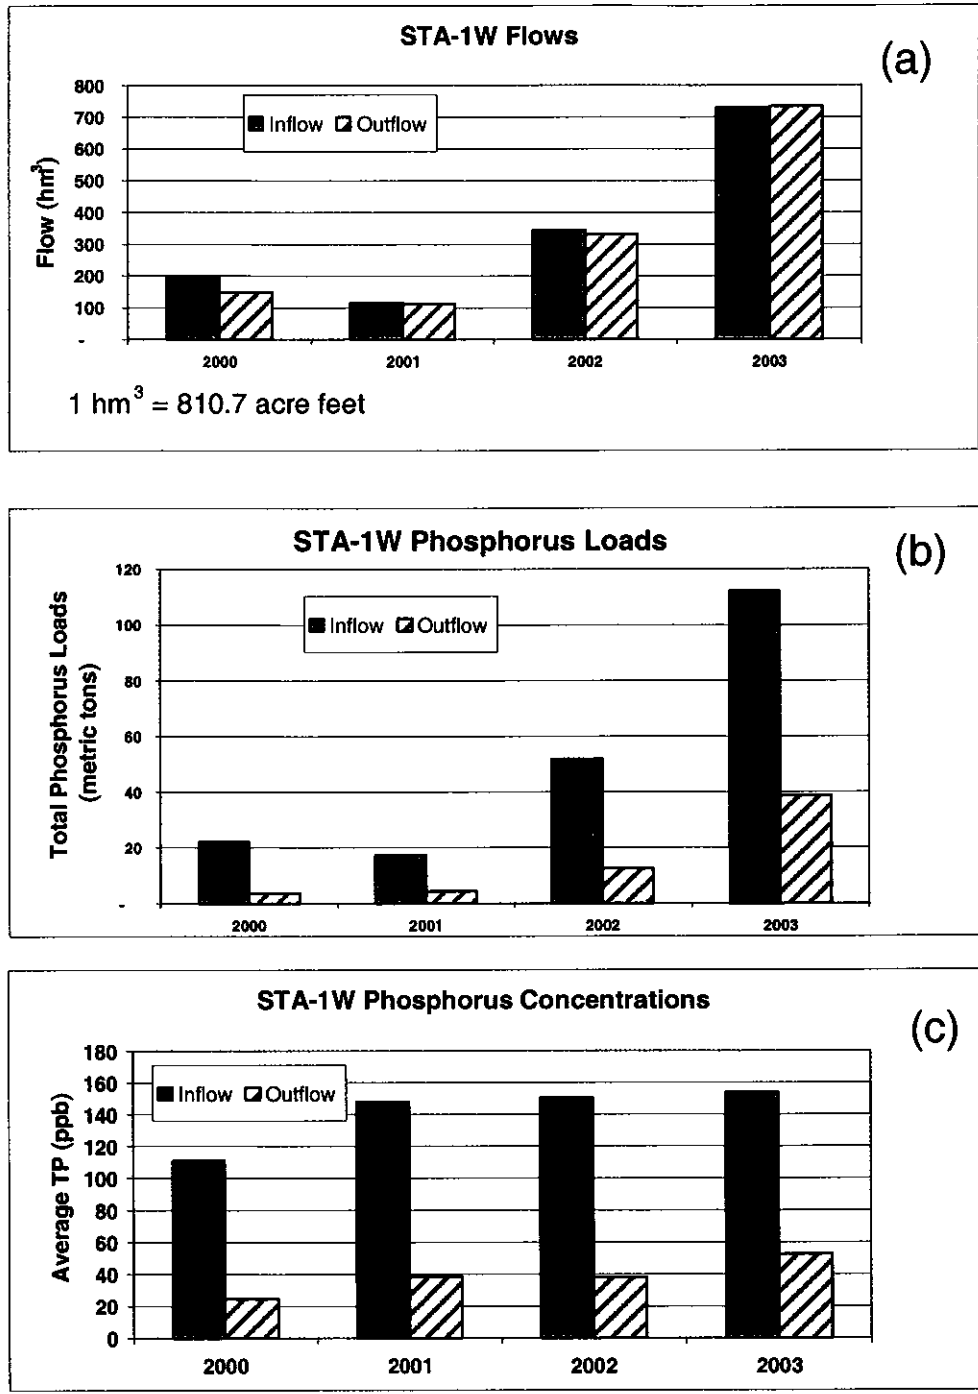 STA-1W Flows
(a)
800
700
600
500
400
300
200
100
-
Flow (hm³)
Inflow Outflow
2000 2001 2002 2003
1 hm³ = 810.7 acre feet
STA-1W Phosphorus Loads
(b)
120
100
80
60
40
20
-
Total Phosphorus Loads
(metric tons)
Inflow Outflow
2000 2001 2002 2003
STA-1W Phosphorus Concentrations
(c)
180
160
140
120
100
80
60
40
20
0
Average TP (ppb)
Inflow Outflow
2000 2001 2002 2003